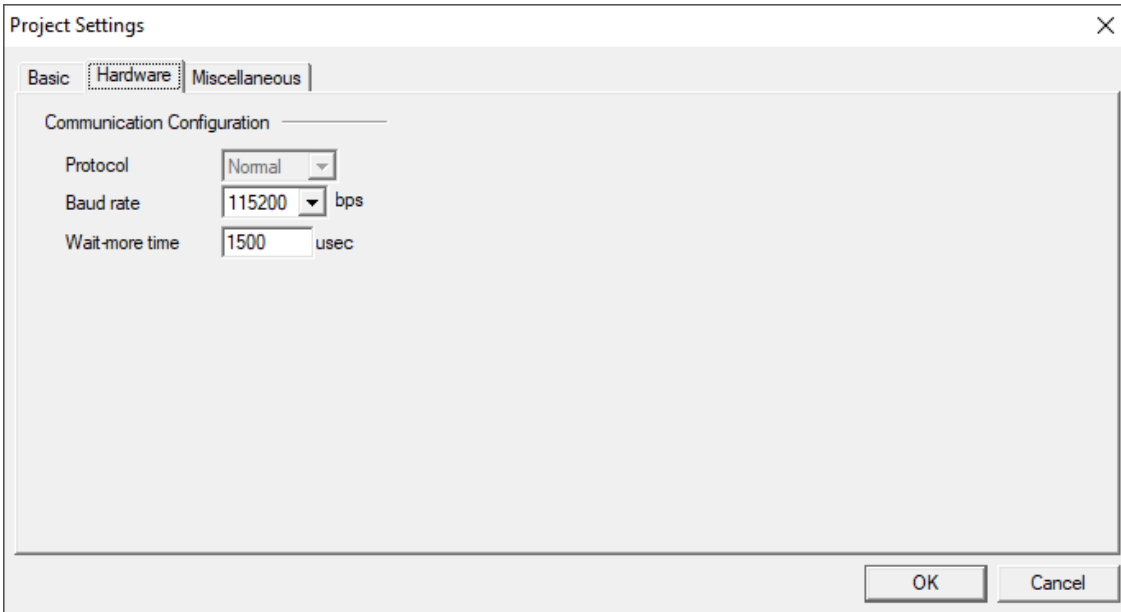 Project Settings
Basic Hardware Miscellaneous
Communication Configuration
Protocol Normal
Baud rate 115200 bps
Wait-more time 1500 usec
OK Cancel